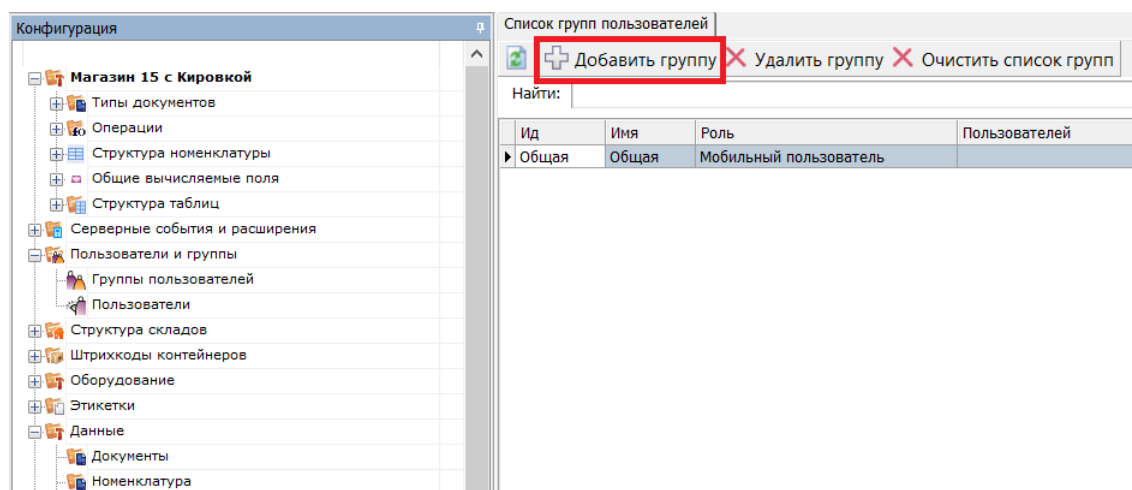 Конфигурация
Магазин 15 с Кировкой
Типы документов
Операции
Структура номенклатуры
Общие вычисляемые поля
Структура таблиц
Серверные события и расширения
Пользователи и группы
Группы пользователей
Пользователи
Структура складов
Штрихкоды контейнеров
Оборудование
Этикетки
Данные
Документы
Номенклатура
Список групп пользователей
Добавить группу Удалить группу Очистить список групп
Найти:
Ид Имя Роль Пользователей
Общая Общая Мобильный пользователь